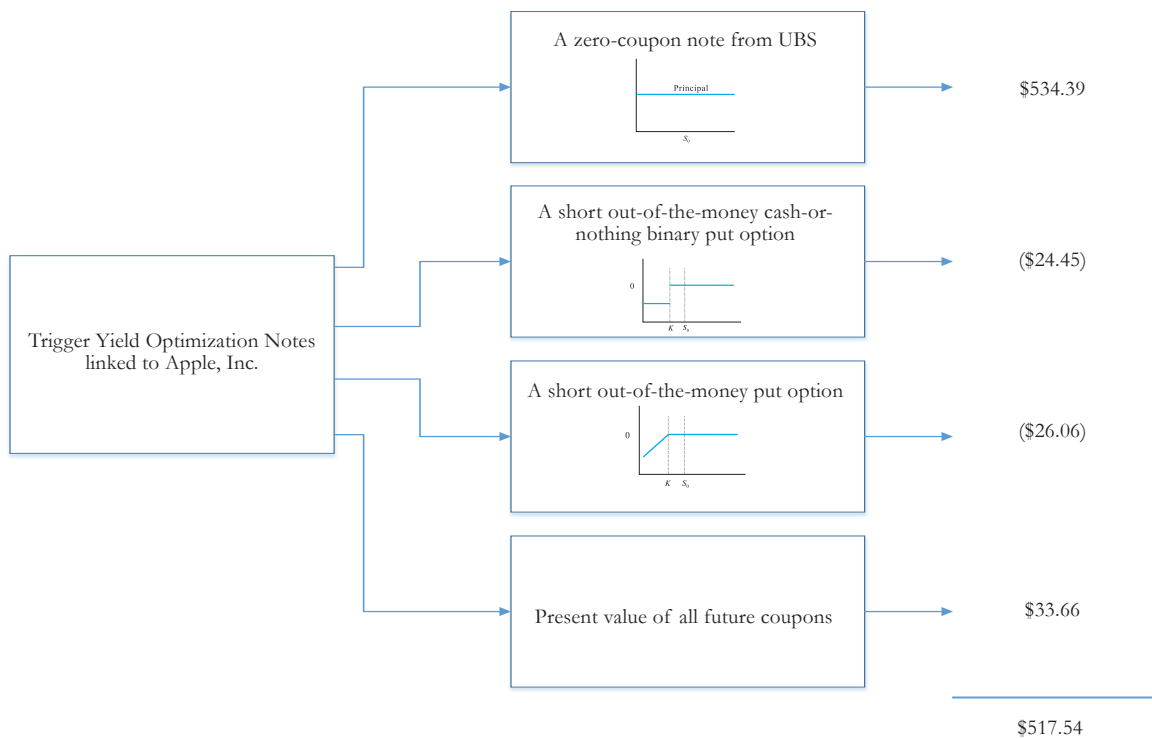 A zero-coupon note from UBS
Principal
S₀
$534.39
A short out-of-the-money cash-or-
nothing binary put option
0
K S₀
($24.45)
Trigger Yield Optimization Notes
linked to Apple, Inc.
A short out-of-the-money put option
0
K S₀
($26.06)
Present value of all future coupons
$33.66
$517.54